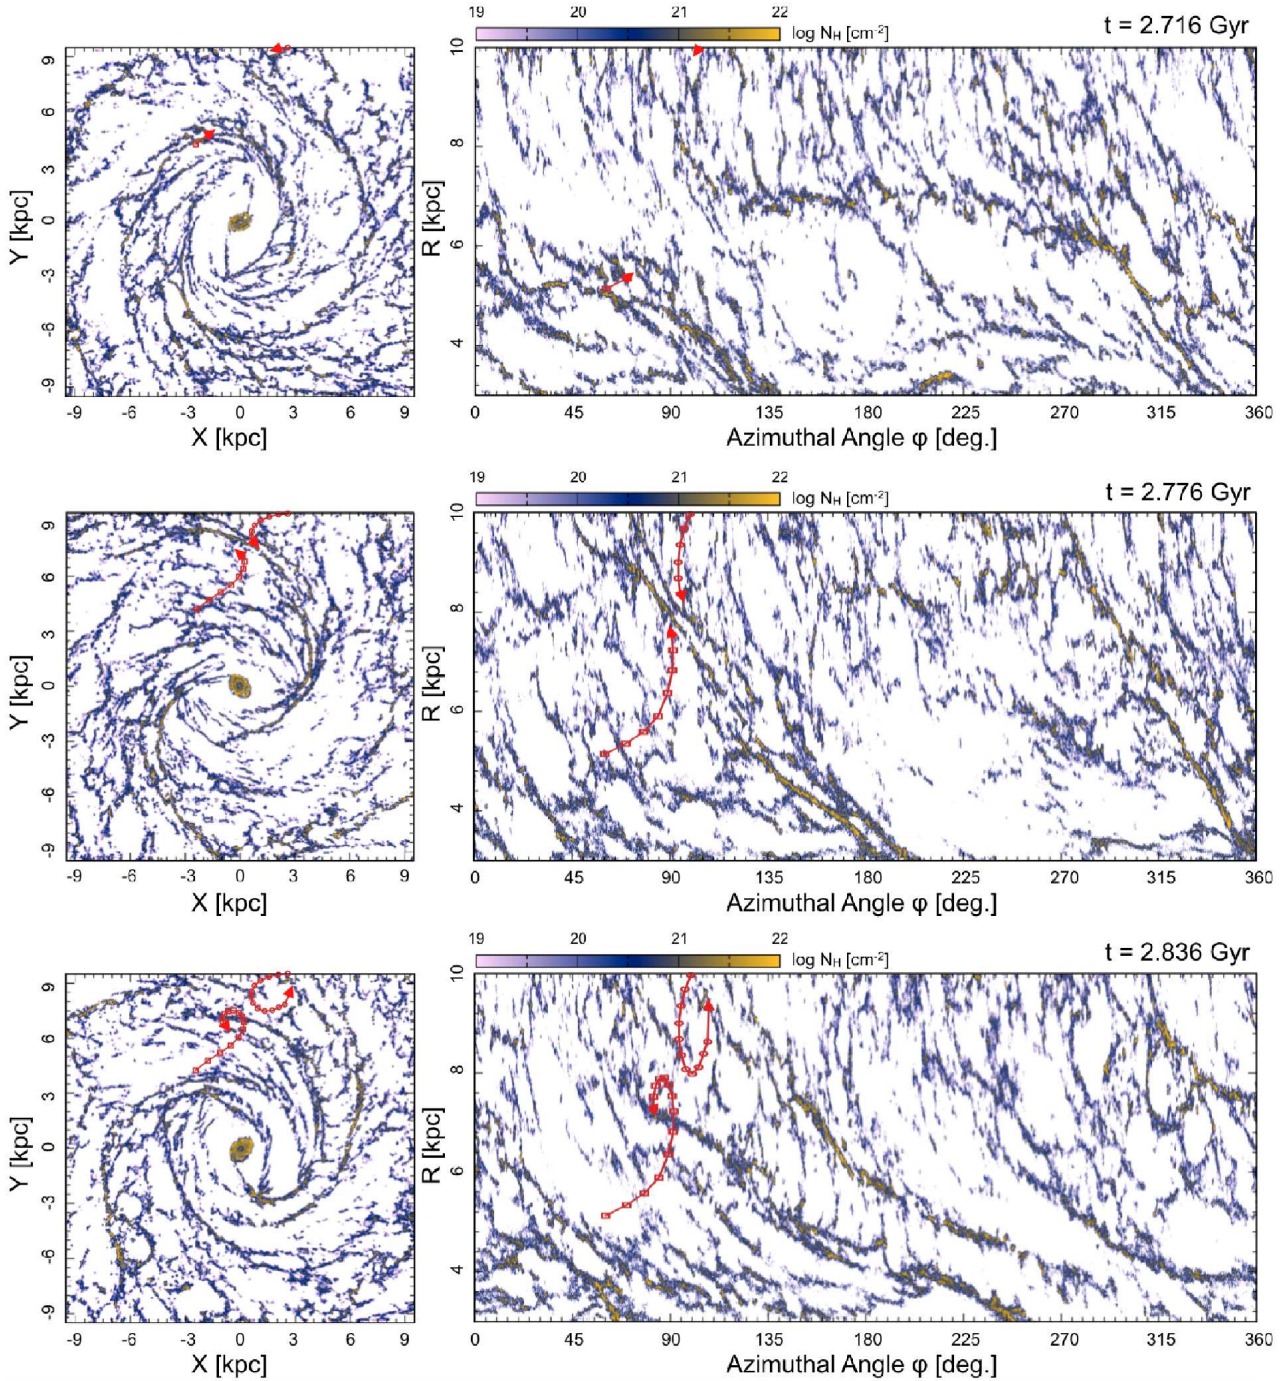 19 20 21 22 log N_H [cm⁻²] t = 2.716 Gyr
9 6 3 0 -3 -6 -9
Y [kpc]
-9 -6 -3 0 3 6 9
X [kpc]
10 8 6 4
R [kpc]
0 45 90 135 180 225 270 315 360
Azimuthal Angle φ [deg.]
19 20 21 22 log N_H [cm⁻²] t = 2.776 Gyr
9 6 3 0 -3 -6 -9
Y [kpc]
-9 -6 -3 0 3 6 9
X [kpc]
10 8 6 4
R [kpc]
0 45 90 135 180 225 270 315 360
Azimuthal Angle φ [deg.]
19 20 21 22 log N_H [cm⁻²] t = 2.836 Gyr
9 6 3 0 -3 -6 -9
Y [kpc]
-9 -6 -3 0 3 6 9
X [kpc]
10 8 6 4
R [kpc]
0 45 90 135 180 225 270 315 360
Azimuthal Angle φ [deg.]